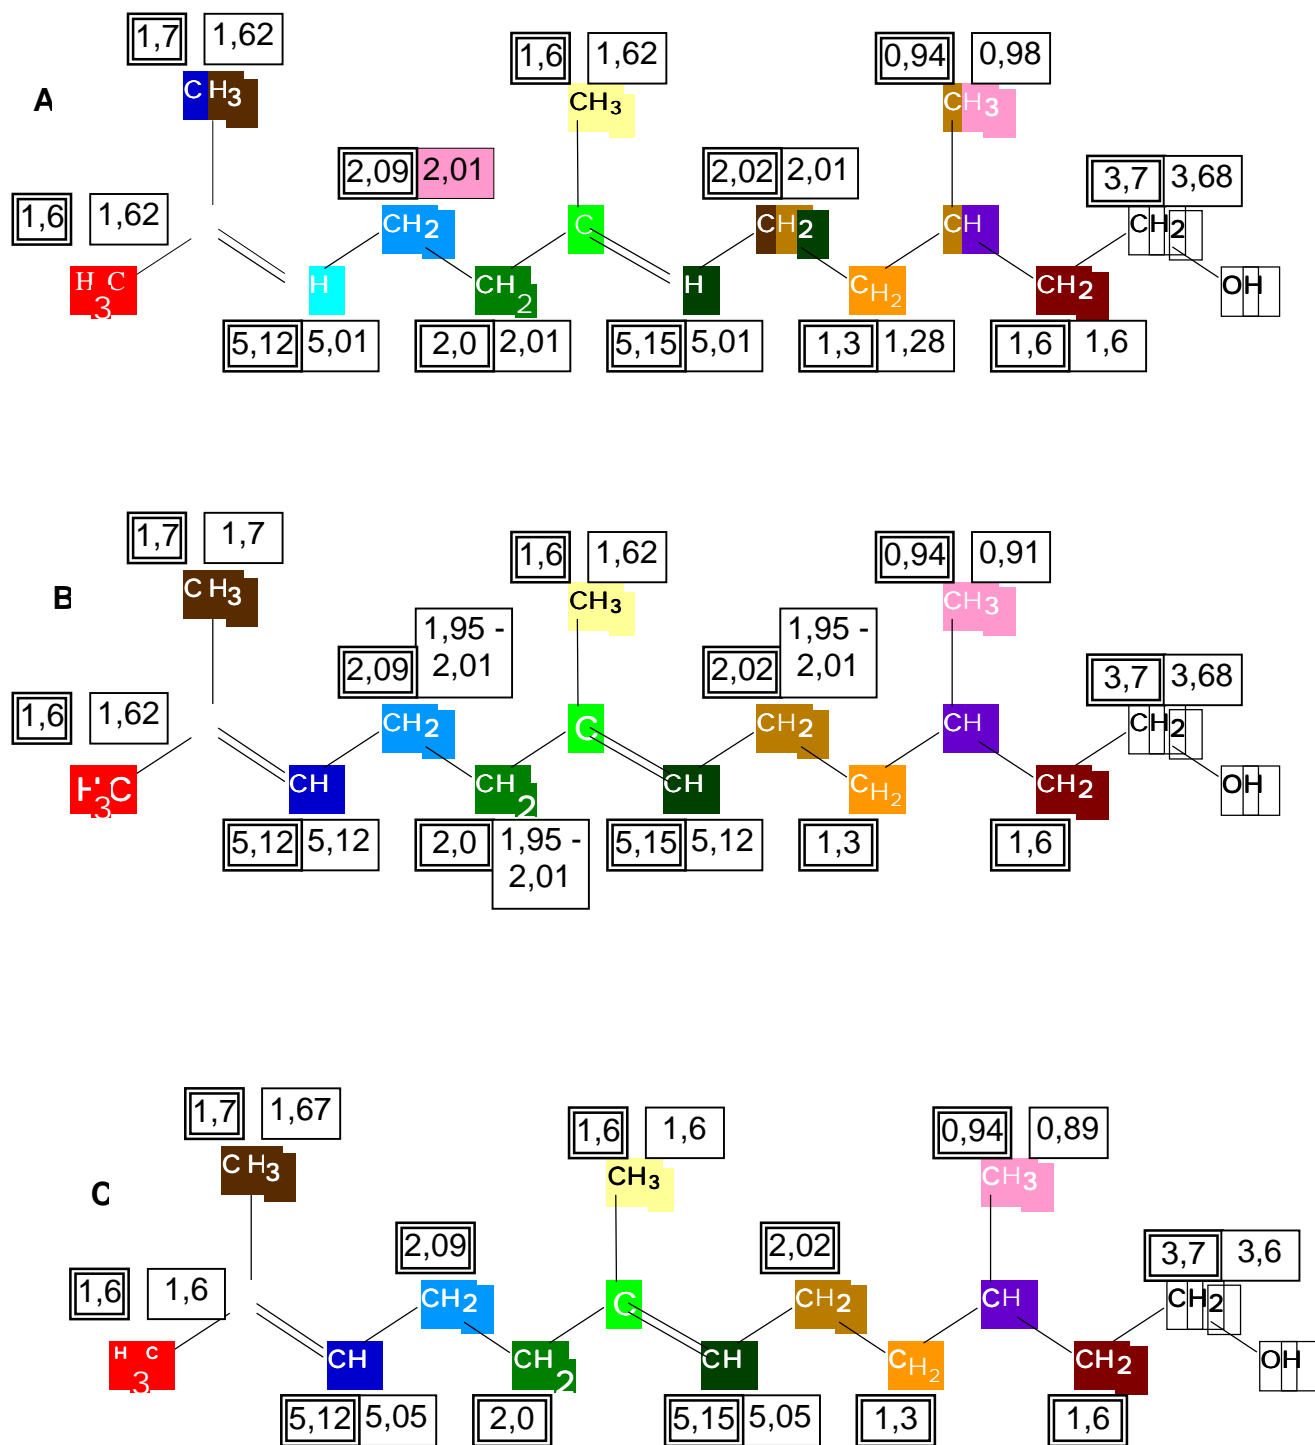 1,7 1,62 1,6 1,62 0,94 0,98
A CH3 CH3 CH3
2,09 2,01 2,02 2,01 3,7 3,68
1,6 1,62 CH2 C CH2 CH CH2
H3C H CH2 H CH2 CH2 OH
5,12 5,01 2,0 2,01 5,15 5,01 1,3 1,28 1,6 1,6
1,7 1,7 1,6 1,62 0,94 0,91
B CH3 CH3 CH3
1,95 - 1,95 -
2,09 2,01 2,02 2,01 3,7 3,68
1,6 1,62 CH2 C CH2 CH CH2
H3C CH CH2 CH CH2 CH2 OH
5,12 5,12 2,0 1,95 - 5,15 5,12 1,3 1,6
2,01
1,7 1,67 1,6 1,6 0,94 0,89
C CH3 CH3 CH3
2,09 2,02 3,7 3,6
1,6 1,6 CH2 C CH2 CH CH2
H3C CH CH2 CH CH2 CH2 OH
5,12 5,05 2,0 5,15 5,05 1,3 1,6